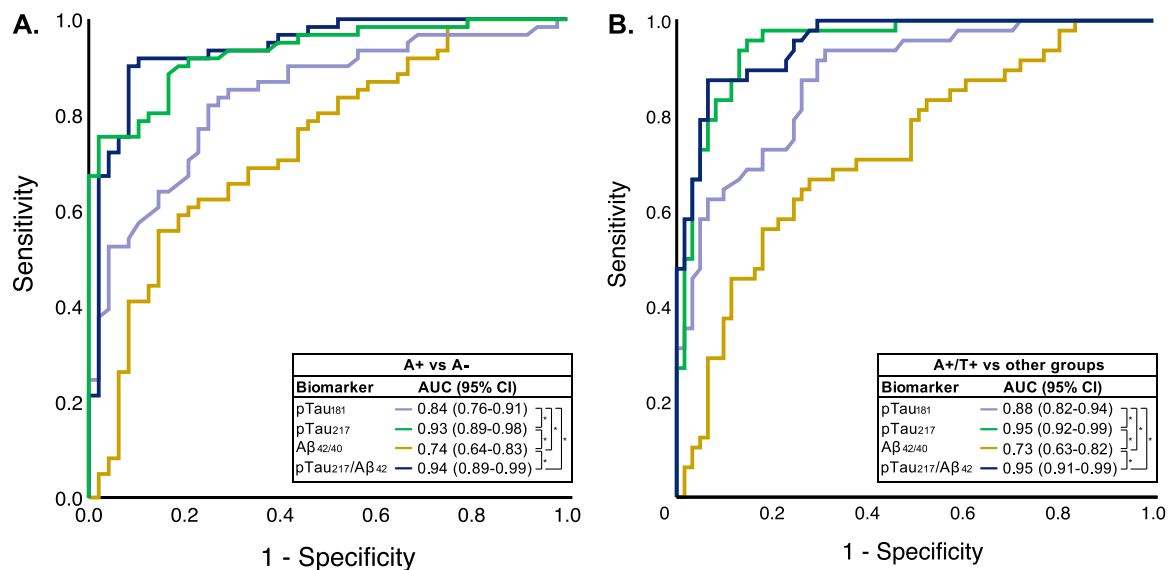 A.
1.0
0.8
0.6
0.4
0.2
0.0
Sensitivity
A+ vs A-
Biomarker AUC (95% CI)
pTau181 0.84 (0.76-0.91)
pTau217 0.93 (0.89-0.98)
Aβ42/40 0.74 (0.64-0.83)
pTau217/Aβ42 0.94 (0.89-0.99)
* * * * *
0.0 0.2 0.4 0.6 0.8 1.0
1 - Specificity
B.
1.0
0.8
0.6
0.4
0.2
0.0
Sensitivity
A+/T+ vs other groups
Biomarker AUC (95% CI)
pTau181 0.88 (0.82-0.94)
pTau217 0.95 (0.92-0.99)
Aβ42/40 0.73 (0.63-0.82)
pTau217/Aβ42 0.95 (0.91-0.99)
* * * * *
0 0.2 0.4 0.6 0.8 1.0
1 - Specificity